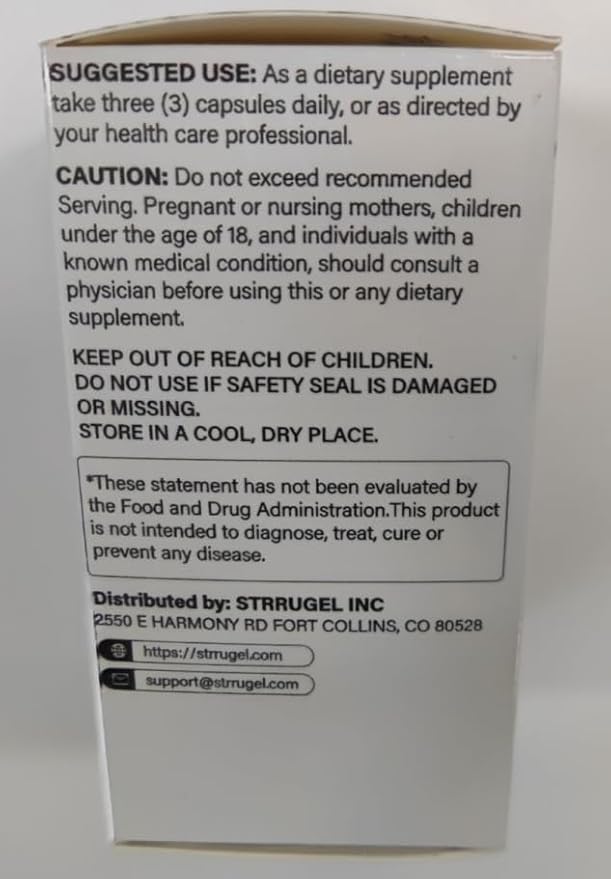 SUGGESTED USE: As a dietary supplement
take three (3) capsules daily, or as directed by
your health care professional.
CAUTION: Do not exceed recommended
Serving. Pregnant or nursing mothers, children
under the age of 18, and individuals with a
known medical condition, should consult a
physician before using this or any dietary
supplement.
KEEP OUT OF REACH OF CHILDREN.
DO NOT USE IF SAFETY SEAL IS DAMAGED
OR MISSING.
STORE IN A COOL, DRY PLACE.
*These statement has not been evaluated by
the Food and Drug Administration.This product
is not intended to diagnose, treat, cure or
prevent any disease.
Distributed by: STRRUGEL INC
2550 E HARMONY RD FORT COLLINS, CO 80528
https://strrugel.com
support@strrugel.com